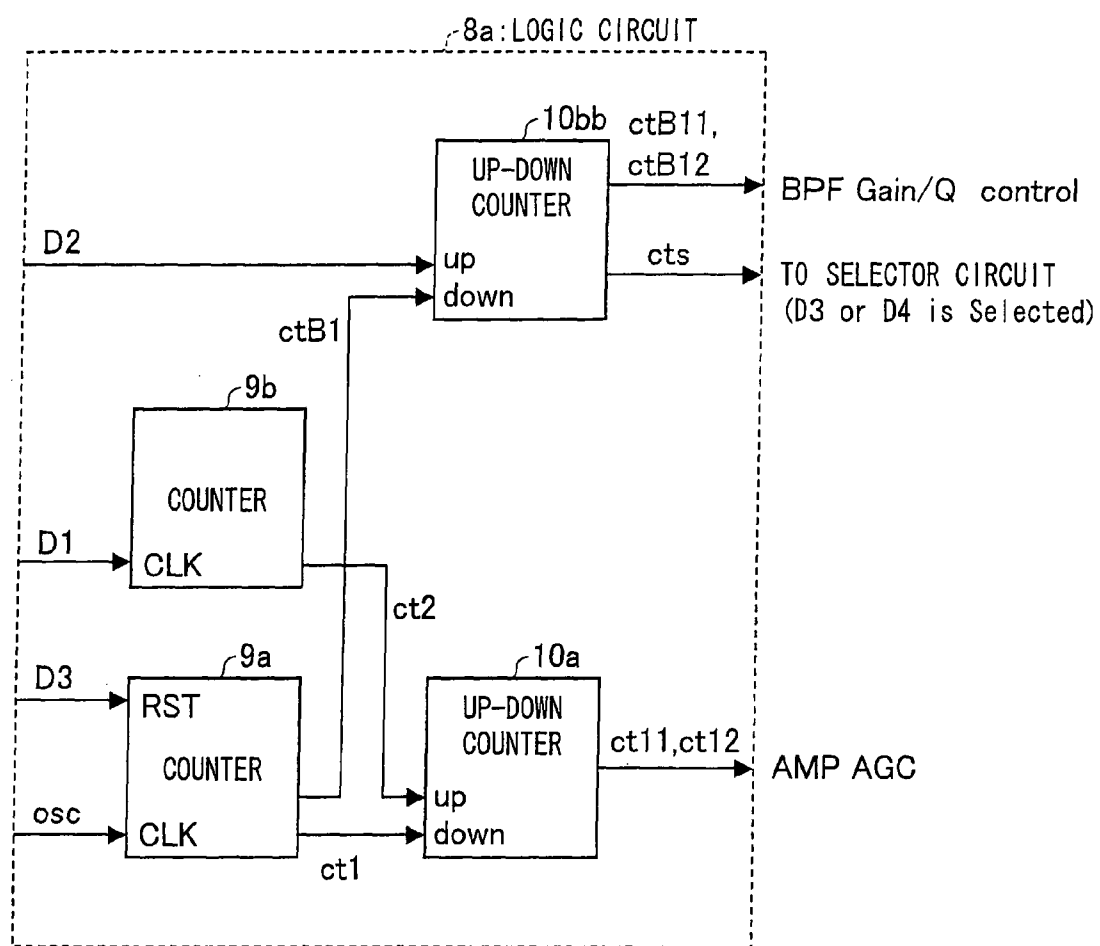 8a:LOGIC CIRCUIT
10bb
UP-DOWN
COUNTER
up
down
ctB11,
ctB12
BPF Gain/Q control
cts
TO SELECTOR CIRCUIT
(D3 or D4 is Selected)
D2
ctB1
9b
COUNTER
CLK
D1
ct2
9a
D3
RST
COUNTER
osc
CLK
ct1
10a
UP-DOWN
COUNTER
up
down
ct11,ct12
AMP AGC